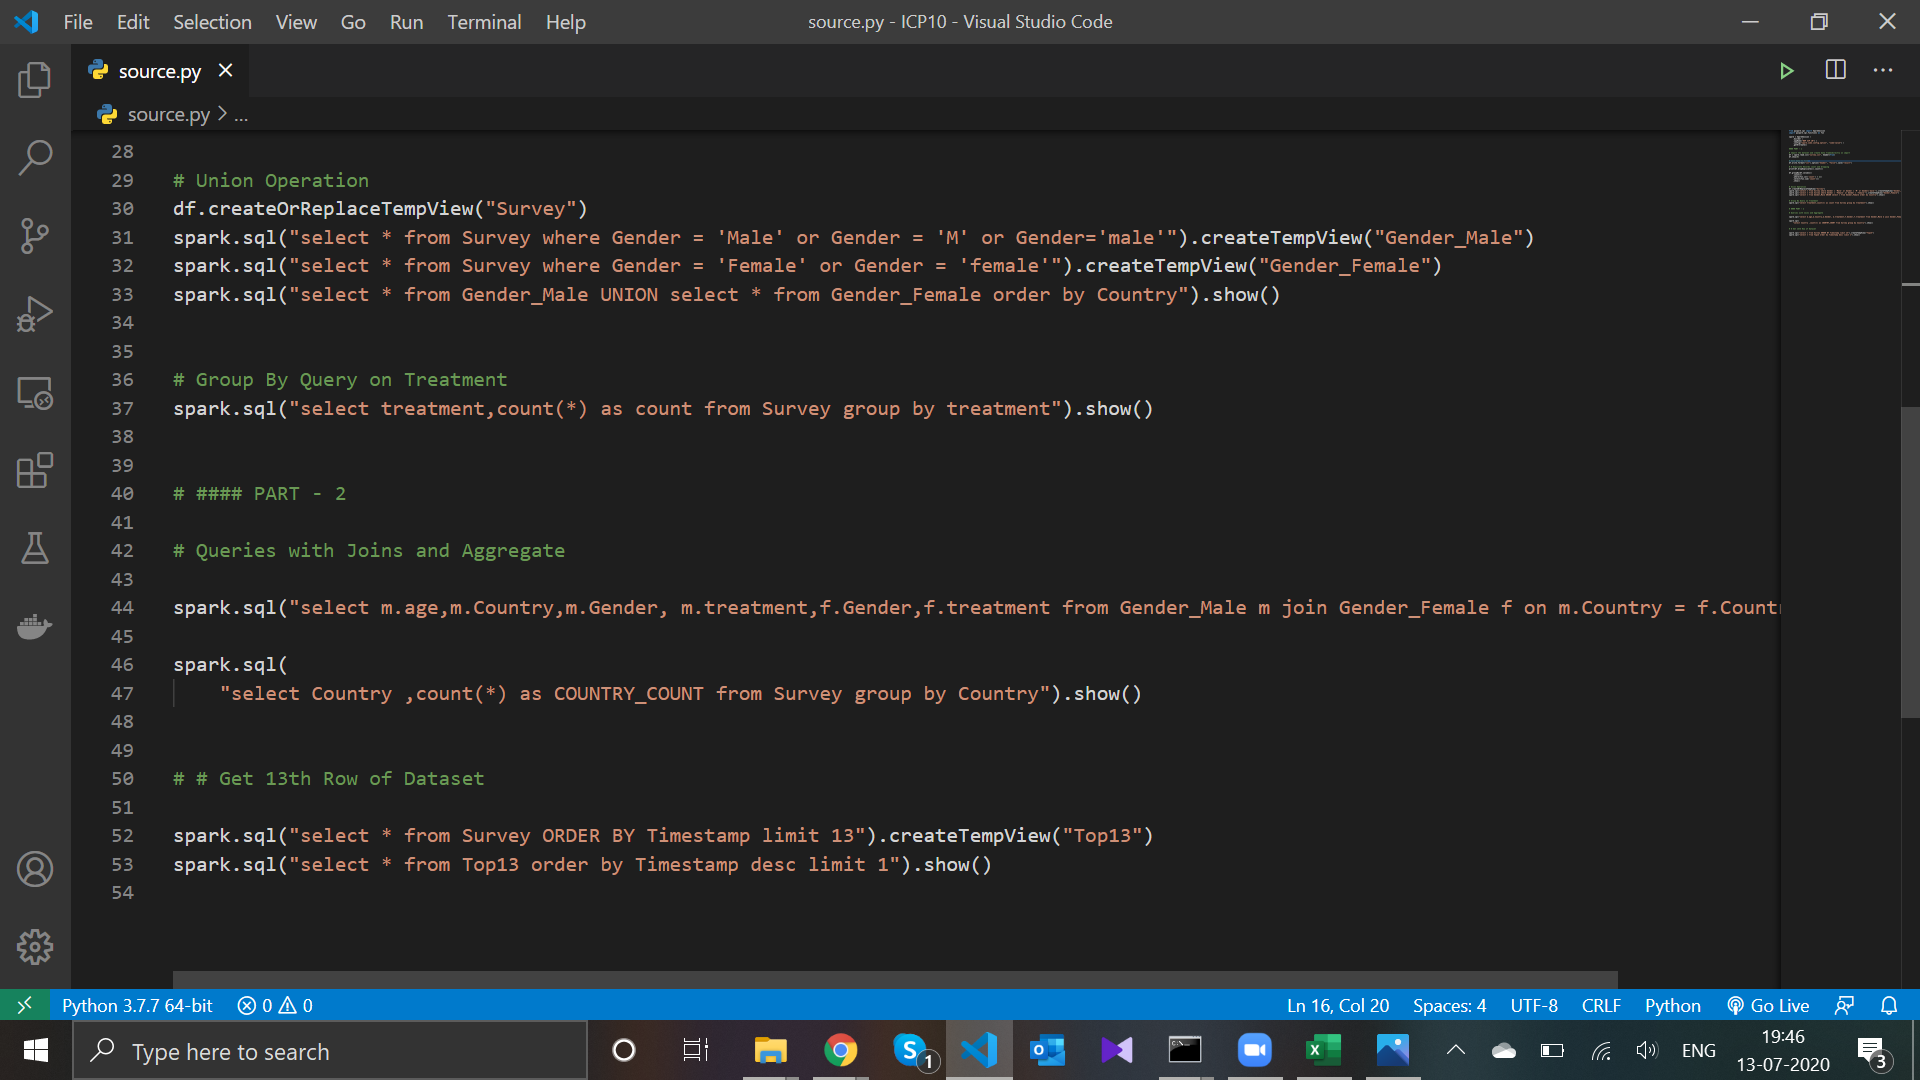 File Edit Selection View Go Run Terminal Help source.py - ICP10 - Visual Studio Code
source.py
source.py > ...
28
29 # Union Operation
30 df.createOrReplaceTempView("Survey")
31 spark.sql("select * from Survey where Gender = 'Male' or Gender = 'M' or Gender='male'").createTempView("Gender_Male")
32 spark.sql("select * from Survey where Gender = 'Female' or Gender = 'female'").createTempView("Gender_Female")
33 spark.sql("select * from Gender_Male UNION select * from Gender_Female order by Country").show()
34
35
36 # Group By Query on Treatment
37 spark.sql("select treatment,count(*) as count from Survey group by treatment").show()
38
39
40 # #### PART - 2
41
42 # Queries with Joins and Aggregate
43
44 spark.sql("select m.age,m.Country,m.Gender, m.treatment,f.Gender,f.treatment from Gender_Male m join Gender_Female f on m.Country = f.Count
45
46 spark.sql(
47 "select Country ,count(*) as COUNTRY_COUNT from Survey group by Country").show()
48
49
50 # # Get 13th Row of Dataset
51
52 spark.sql("select * from Survey ORDER BY Timestamp limit 13").createTempView("Top13")
53 spark.sql("select * from Top13 order by Timestamp desc limit 1").show()
54
Python 3.7.7 64-bit 0 0 Ln 16, Col 20 Spaces: 4 UTF-8 CRLF Python Go Live
Type here to search 1 ENG 19:46
13-07-2020 3